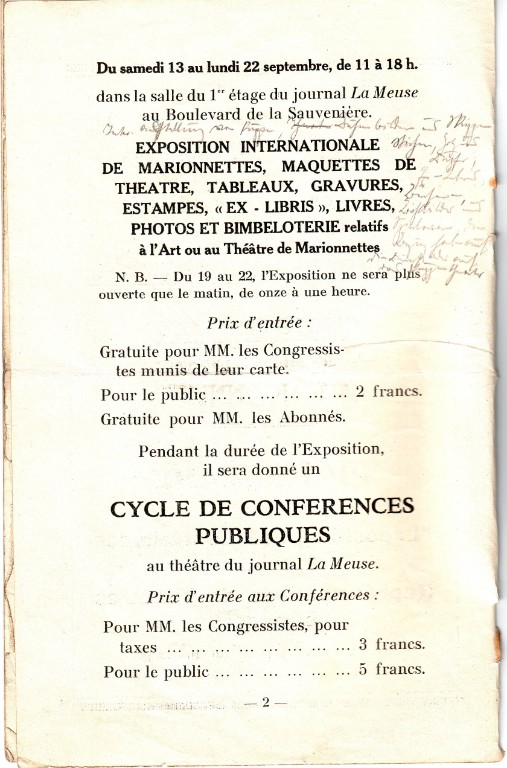 Du samedi 13 au lundi 22 septembre, de 11 à 18 h.
dans la salle du 1er étage du journal La Meuse
au Boulevard de la Sauvenière.
EXPOSITION INTERNATIONALE
DE MARIONNETTES, MAQUETTES DE
THEATRE, TABLEAUX, GRAVURES,
ESTAMPES, « EX - LIBRIS », LIVRES,
PHOTOS ET BIMBELOTERIE relatifs
à l'Art ou au Théâtre de Marionnettes
N. B. — Du 19 au 22, l'Exposition ne sera plus
ouverte que le matin, de onze à une heure.
Prix d'entrée :
Gratuite pour MM. les Congressis-
tes munis de leur carte.
Pour le public ... ... ... ... ... ... 2 francs.
Gratuite pour MM. les Abonnés.
Pendant la durée de l'Exposition,
il sera donné un
CYCLE DE CONFERENCES
PUBLIQUES
au théâtre du journal La Meuse.
Prix d'entrée aux Conférences :
Pour MM. les Congressistes, pour
taxes ... ... ... ... ... ... ... ... 3 francs.
Pour le public ... ... ... ... ... ... 5 francs.
— 2 —